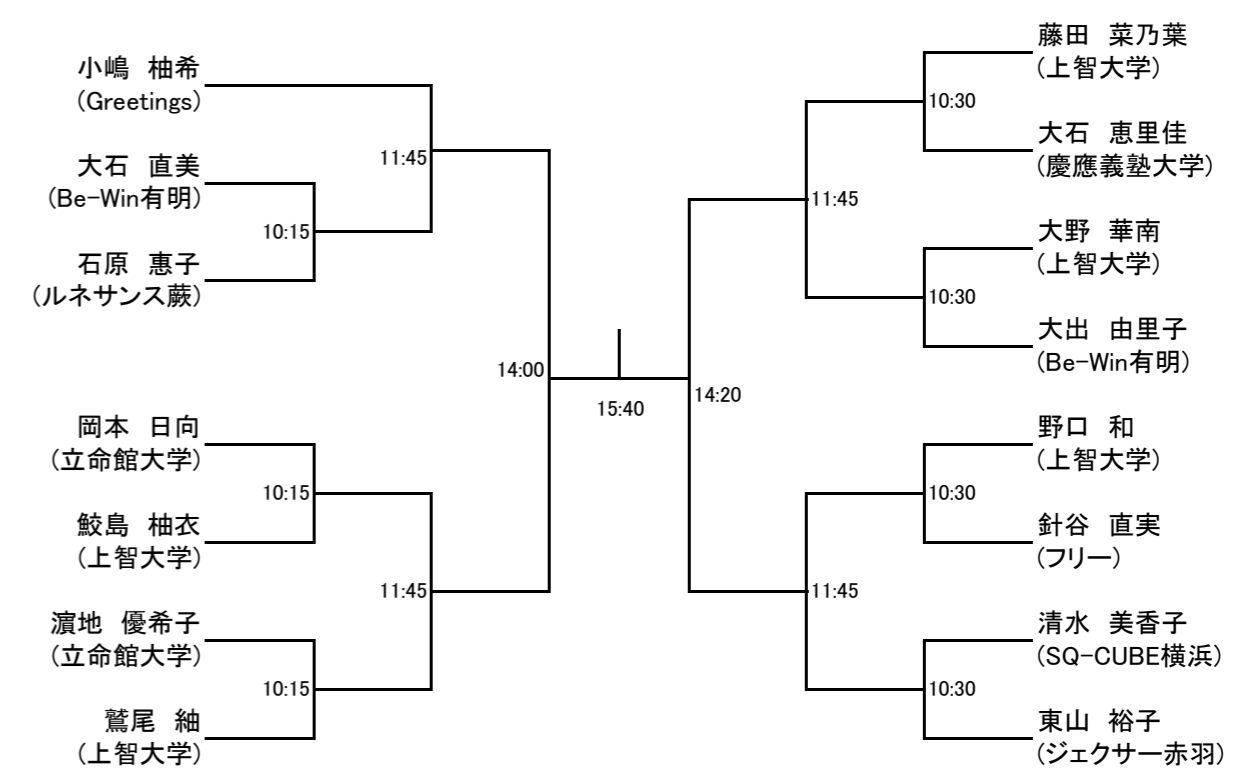 小嶋 柚希
(Greetings)
大石 直美
(Be-Win有明)
石原 惠子
(ルネサンス蕨)
岡本 日向
(立命館大学)
鮫島 柚衣
(上智大学)
濵地 優希子
(立命館大学)
鷲尾 紬
(上智大学)
10:15
10:15
10:15
11:45
11:45
14:00
15:40
14:20
11:45
11:45
10:30
10:30
10:30
10:30
藤田 菜乃葉
(上智大学)
大石 恵里佳
(慶應義塾大学)
大野 華南
(上智大学)
大出 由里子
(Be-Win有明)
野口 和
(上智大学)
針谷 直実
(フリー)
清水 美香子
(SQ-CUBE横浜)
東山 裕子
(ジェクサー赤羽)